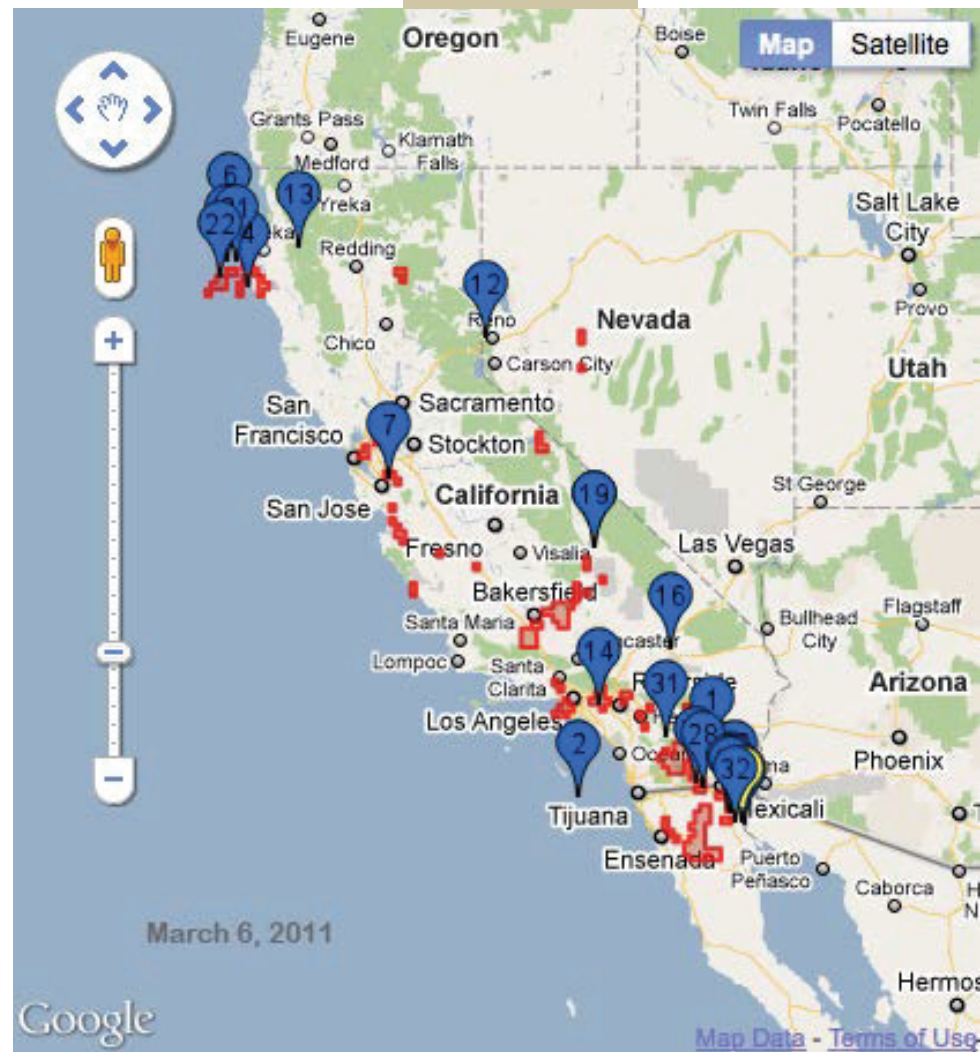 Eugene
Oregon
Boise
Map
Satellite
Twin Falls
Pocatello
Grants Pass
Klamath
Falls
Medford
Yreka
6
13
22
4
Salt Lake
City
Redding
12
Reno
Nevada
Provo
Chico
Carson City
Utah
San
Francisco
Sacramento
7
Stockton
San Jose
California
19
St George
Las Vegas
Fresno
Visalia
Bakersfield
16
Bullhead
City
Flagstaff
Santa Maria
Lompoc
14
Santa
Clarita
31
1
Arizona
Los Angeles
28
2
32
Phoenix
Tijuana
Mexicali
Ensenada
Puerto
Peñasco
Caborca
March 6, 2011
Hermos
Google
Map Data - Terms of Use